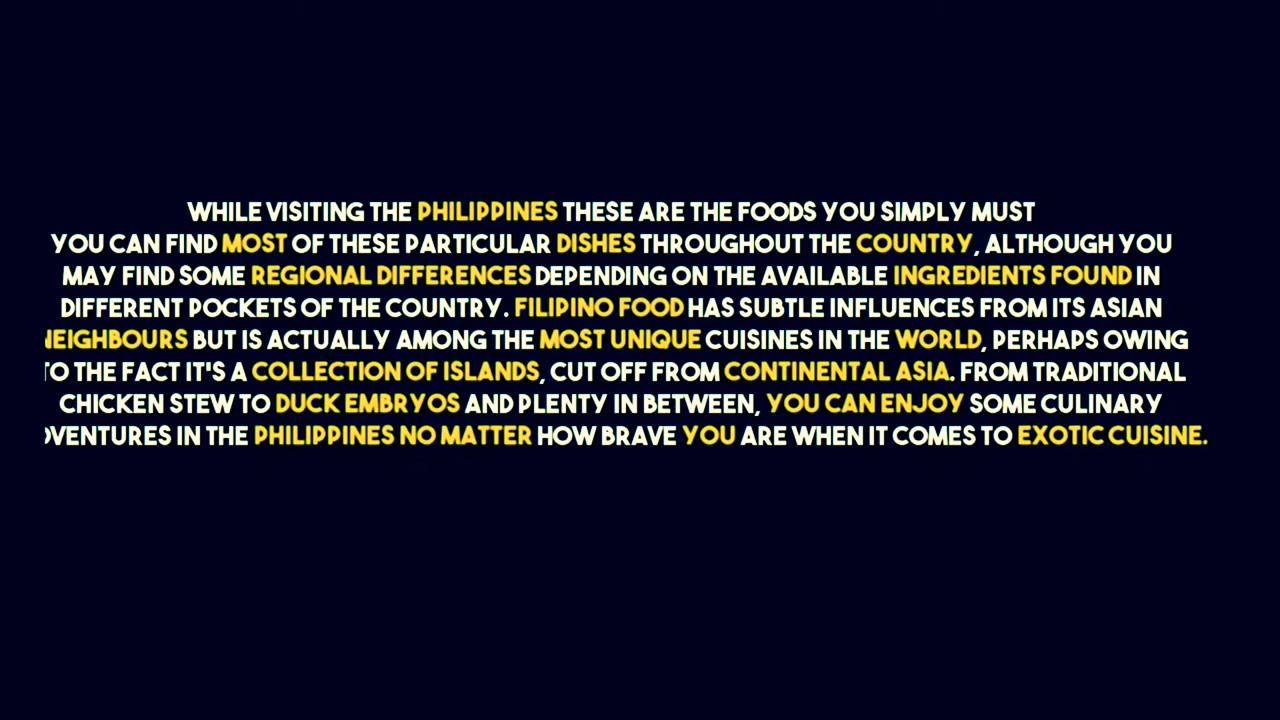 WHILE VISITING THE PHILIPPINES THESE ARE THE FOODS YOU SIMPLY MUST
YOU CAN FIND MOST OF THESE PARTICULAR DISHES THROUGHOUT THE COUNTRY, ALTHOUGH YOU
MAY FIND SOME REGIONAL DIFFERENCES DEPENDING ON THE AVAILABLE INGREDIENTS FOUND IN
DIFFERENT POCKETS OF THE COUNTRY. FILIPINO FOOD HAS SUBTLE INFLUENCES FROM ITS ASIAN
NEIGHBOURS BUT IS ACTUALLY AMONG THE MOST UNIQUE CUISINES IN THE WORLD, PERHAPS OWING
TO THE FACT IT'S A COLLECTION OF ISLANDS, CUT OFF FROM CONTINENTAL ASIA. FROM TRADITIONAL
CHICKEN STEW TO DUCK EMBRYOS AND PLENTY IN BETWEEN, YOU CAN ENJOY SOME CULINARY
DVENTURES IN THE PHILIPPINES NO MATTER HOW BRAVE YOU ARE WHEN IT COMES TO EXOTIC CUISINE.